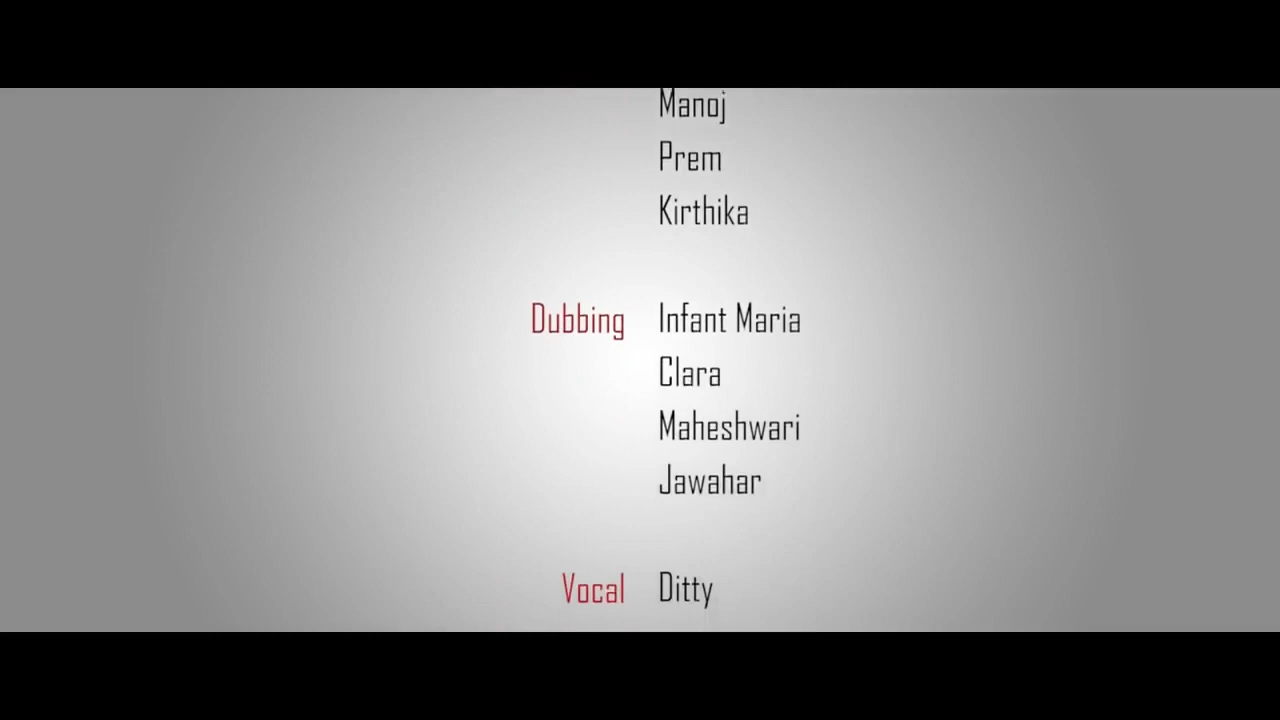 Manoj
Prem
Kirthika
Dubbing Infant Maria
Clara
Maheshwari
Jawahar
Vocal Ditty